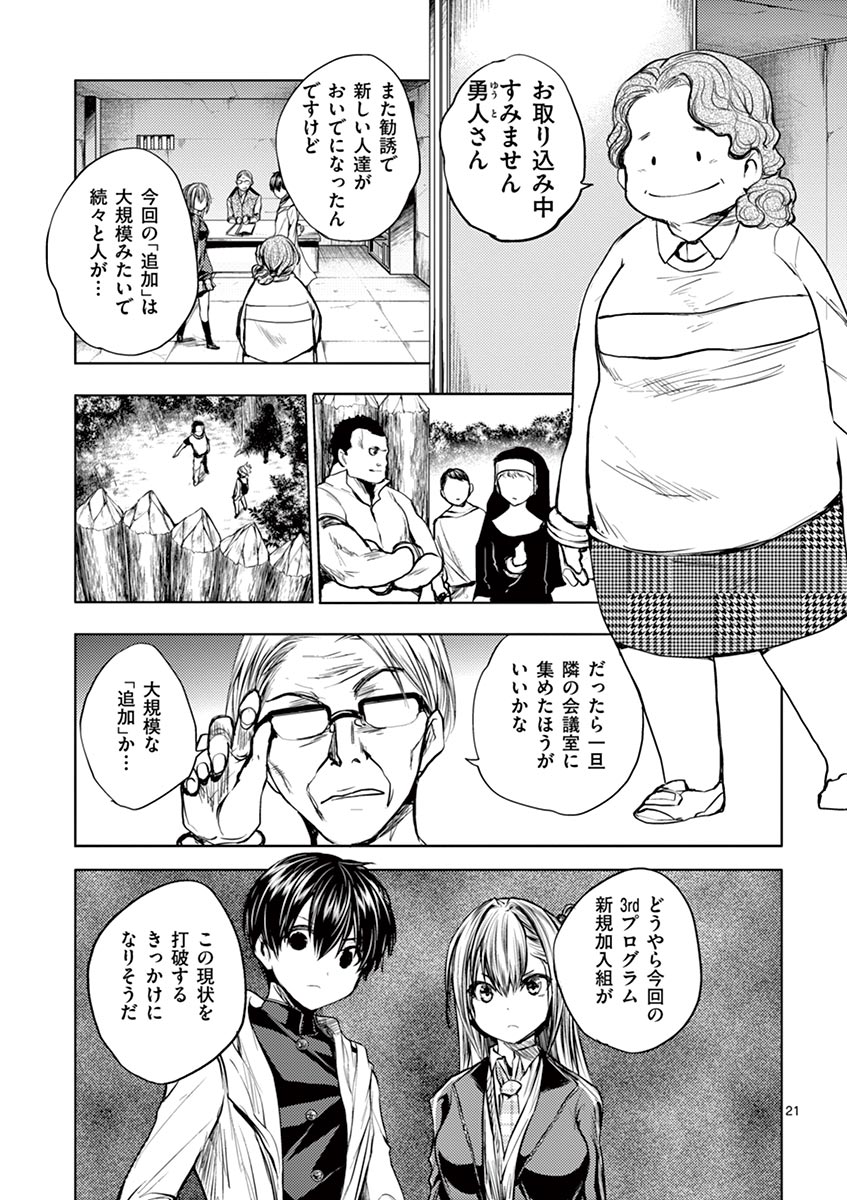 お取り込み中
すみません
勇人さん
ゆうと
また勧誘で
新しい人達が
おいでになったん
ですけど
今回の「追加」は
大規模みたいで
続々と人が…
だったら一旦
隣の会議室に
集めたほうが
いいかな
大規模な
「追加」か…
どうやら今回の
3rdプログラム
新規加入組が
この現状を
打破する
きっかけに
なりそうだ
21